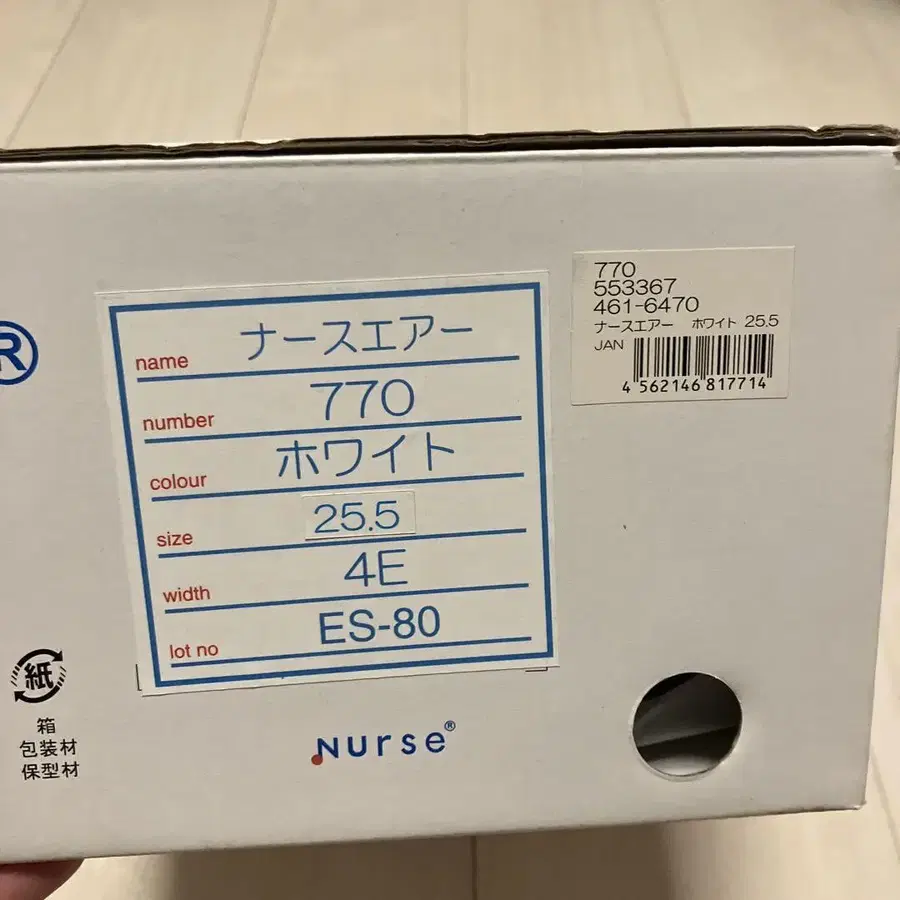 R
name ナースエアー
number 770
colour ホワイト
size 25.5
width 4E
lot no ES-80
770
553367
461-6470
ナースエアー ホワイト 25.5
JAN
4 562146 817714
紙
箱
包装材
保型材
Nurse®